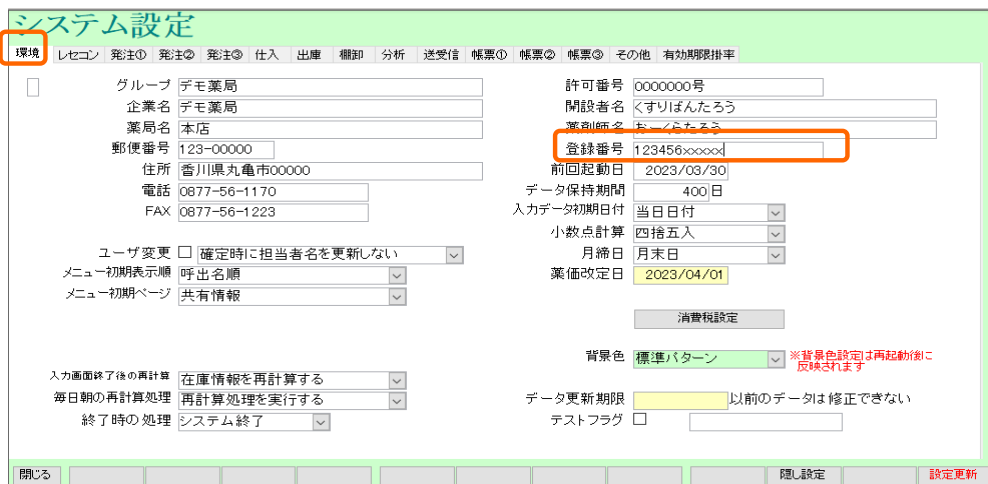 システム設定
環境 レセコン 発注① 発注② 発注③ 仕入 出庫 棚卸 分析 送受信 帳票① 帳票② 帳票③ その他 有効期限掛率
グループ デモ薬局
企業名 デモ薬局
薬局名 本店
郵便番号 123-00000
住所 香川県丸亀市00000
電話 0877-56-1170
FAX 0877-56-1223
ユーザ変更 確定時に担当者名を更新しない
メニュー初期表示順 呼出名順
メニュー初期ページ 共有情報
入力画面終了後の再計算 在庫情報を再計算する
毎日朝の再計算処理 再計算処理を実行する
終了時の処理 システム終了
許可番号 0000000号
開設者名 くすりばんたろう
薬剤師名 おーくらたろう
登録番号 123456xxxxx
前回起動日 2023/03/30
データ保持期間 400日
入力データ初期日付 当日日付
小数点計算 四捨五入
月締日 月末日
薬価改定日 2023/04/01
消費税設定
背景色 標準パターン ※背景色設定は再起動後に
反映されます
データ更新期限 以前のデータは修正できない
テストフラグ
閉じる 隠し設定 設定更新